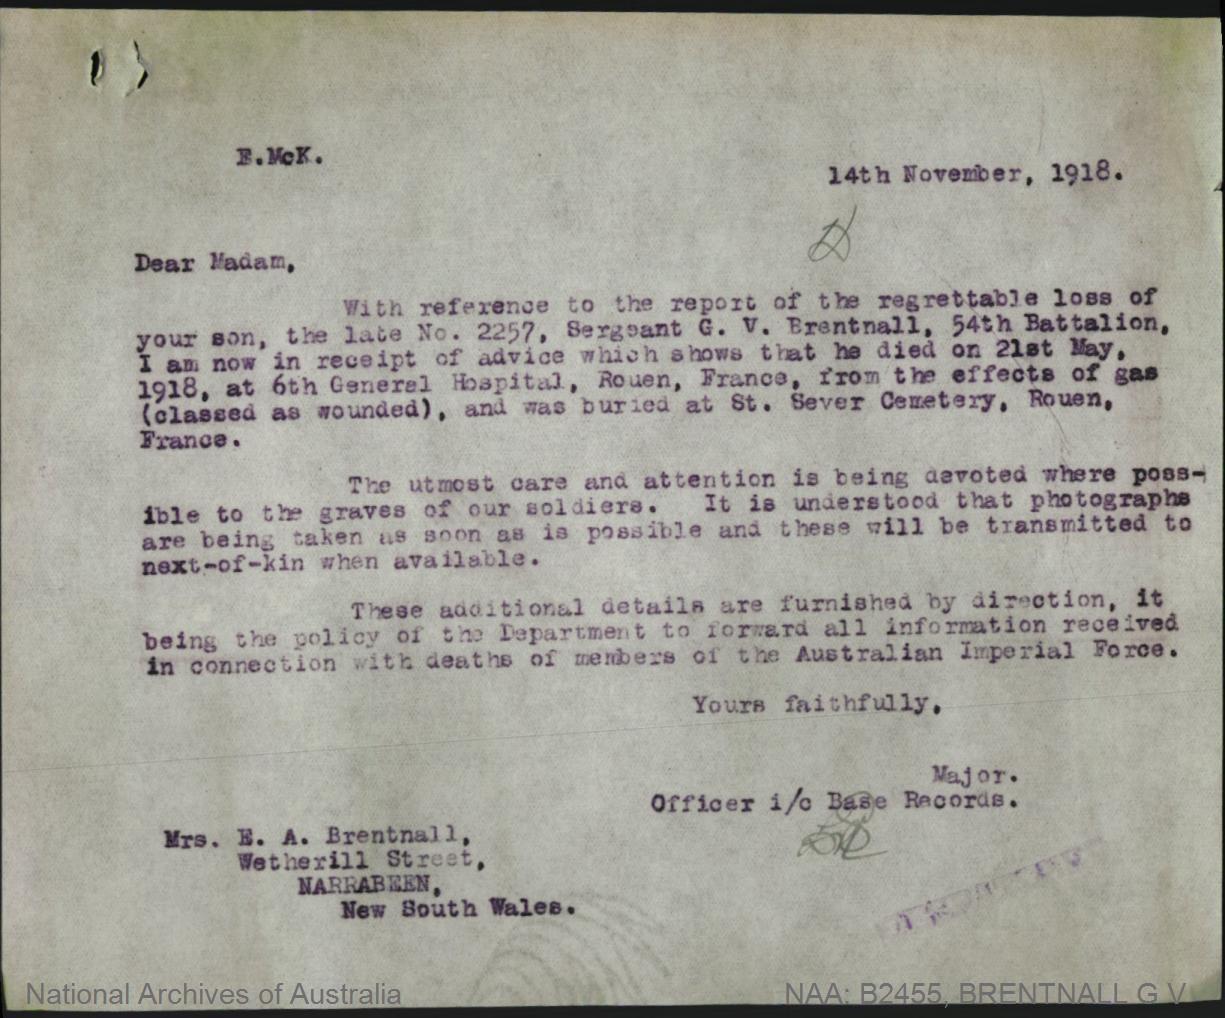 E.McK.
14th November, 1918.
Dear Madam,
With reference to the report of the regrettable loss of
your son, the late No. 2257, Sergeant G. V. Brentnall, 54th Battalion,
I am now in receipt of advice which shows that he died on 21st May,
1918, at 6th General Hospital, Rouen, France, from the effects of gas
(classed as wounded), and was buried at St. Sever Cemetery, Rouen,
France.
The utmost care and attention is being devoted where poss-
ible to the graves of our soldiers. It is understood that photographs
are being taken as soon as is possible and these will be transmitted to
next-of-kin when available.
These additional details are furnished by direction, it
being the policy of the Department to forward all information received
in connection with deaths of members of the Australian Imperial Force.
Yours faithfully,
Major.
Officer i/c Base Records.
Mrs. E. A. Brentnall,
Wetherill Street,
NARRABEEN,
New South Wales.
National Archives of Australia
NAA: B2455, BRENTNALL G V